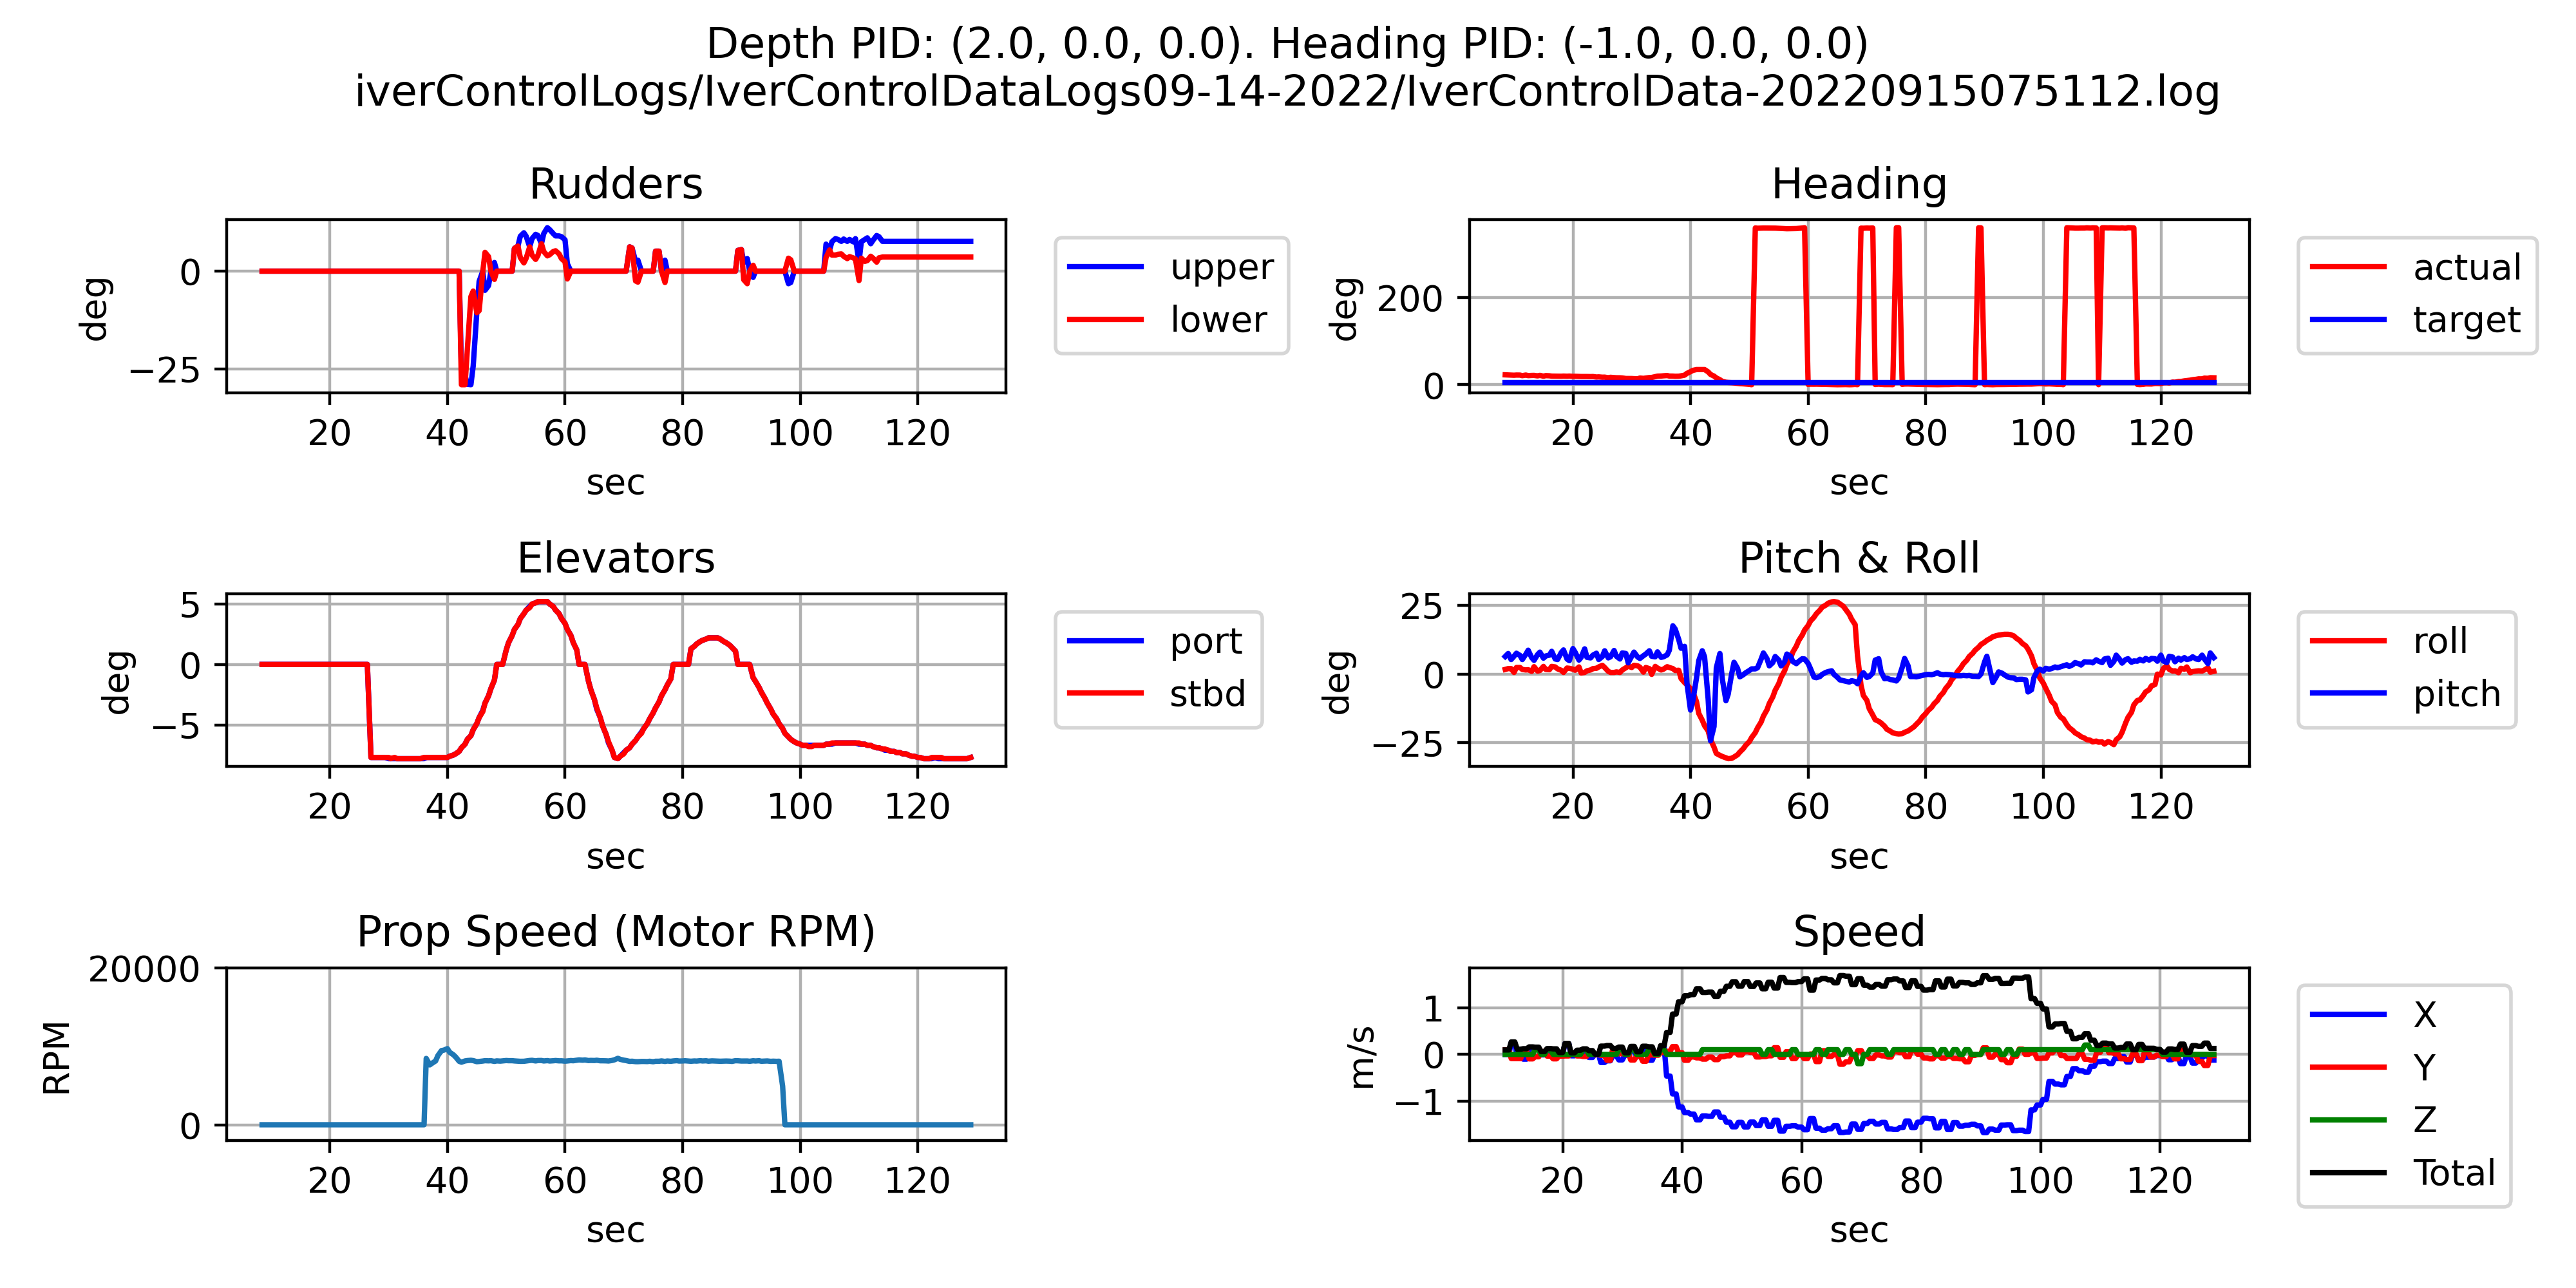 Depth PID: (2.0, 0.0, 0.0). Heading PID: (-1.0, 0.0, 0.0)
iverControlLogs/IverControlDataLogs09-14-2022/IverControlData-20220915075112.log
Rudders
deg
0
−25
20 40 60 80 100 120
sec
upper
lower
Heading
deg
200
0
20 40 60 80 100 120
sec
actual
target
Elevators
deg
5
0
−5
20 40 60 80 100 120
sec
port
stbd
Pitch & Roll
deg
25
0
−25
20 40 60 80 100 120
sec
roll
pitch
Prop Speed (Motor RPM)
RPM
20000
0
20 40 60 80 100 120
sec
Speed
m/s
1
0
−1
20 40 60 80 100 120
sec
X
Y
Z
Total